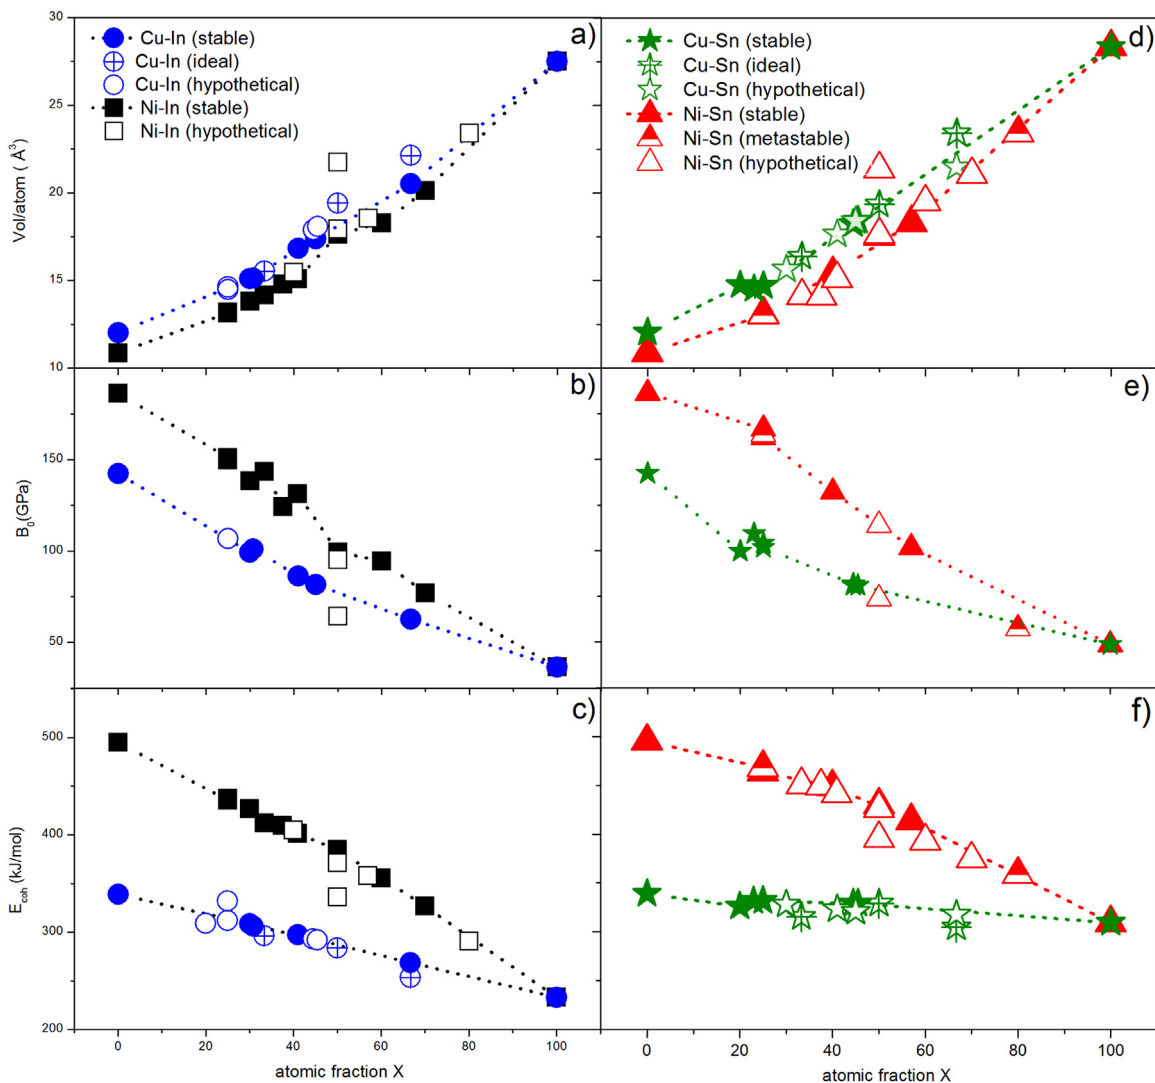 30
25
20
15
10
Vol/atom ( Å³)
Cu-In (stable)
Cu-In (ideal)
Cu-In (hypothetical)
Ni-In (stable)
Ni-In (hypothetical)
a)
Cu-Sn (stable)
Cu-Sn (ideal)
Cu-Sn (hypothetical)
Ni-Sn (stable)
Ni-Sn (metastable)
Ni-Sn (hypothetical)
d)
150
100
50
B₀(GPa)
b)
e)
500
400
300
200
E coh (kJ/mol)
c)
f)
0 20 40 60 80 100
atomic fraction X
0 20 40 60 80 100
atomic fraction X